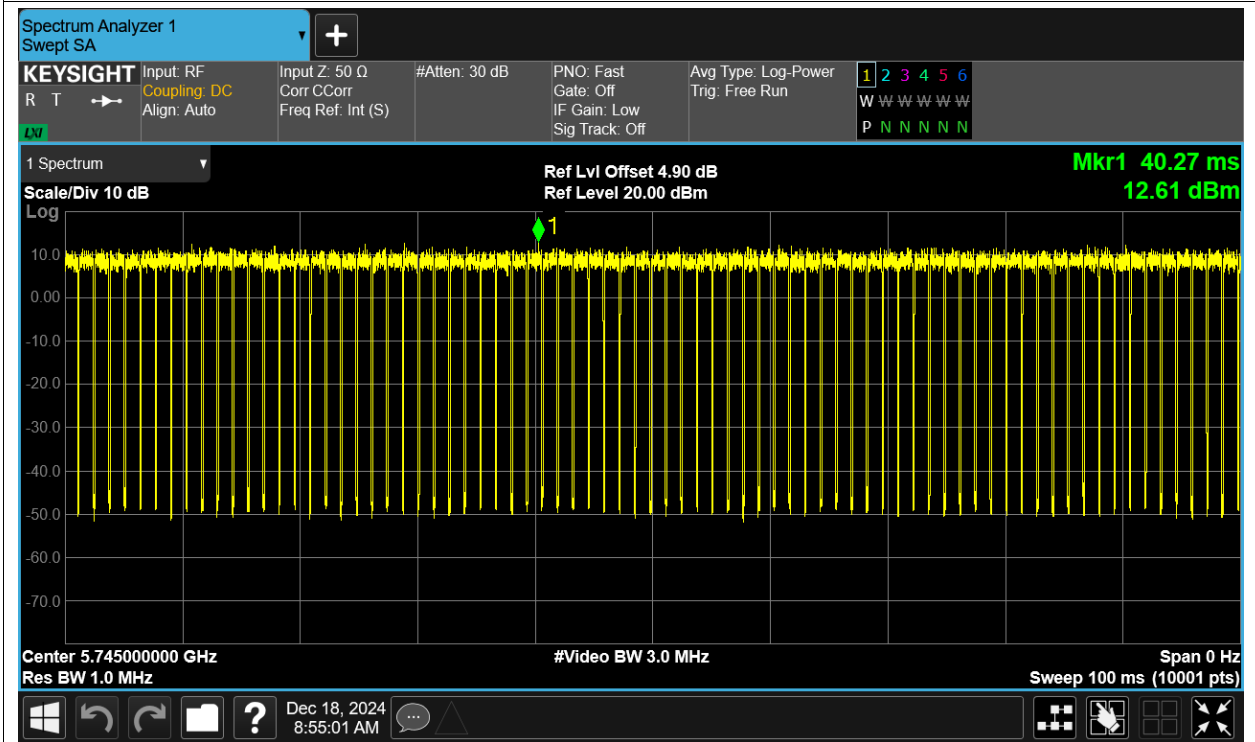 Spectrum Analyzer 1
Swept SA
KEYSIGHT
R T
LXI
Input: RF
Coupling: DC
Align: Auto
Input Z: 50 Ω
Corr CCorr
Freq Ref: Int (S)
#Atten: 30 dB
PNO: Fast
Gate: Off
IF Gain: Low
Sig Track: Off
Avg Type: Log-Power
Trig: Free Run
1 2 3 4 5 6
W W W W W W
P N N N N N
1 Spectrum
Scale/Div 10 dB
Ref Lvl Offset 4.90 dB
Ref Level 20.00 dBm
Mkr1 40.27 ms
12.61 dBm
Log
1
10.0
0.00
-10.0
-20.0
-30.0
-40.0
-50.0
-60.0
-70.0
Center 5.745000000 GHz
Res BW 1.0 MHz
#Video BW 3.0 MHz
Span 0 Hz
Sweep 100 ms (10001 pts)
?
Dec 18, 2024
8:55:01 AM